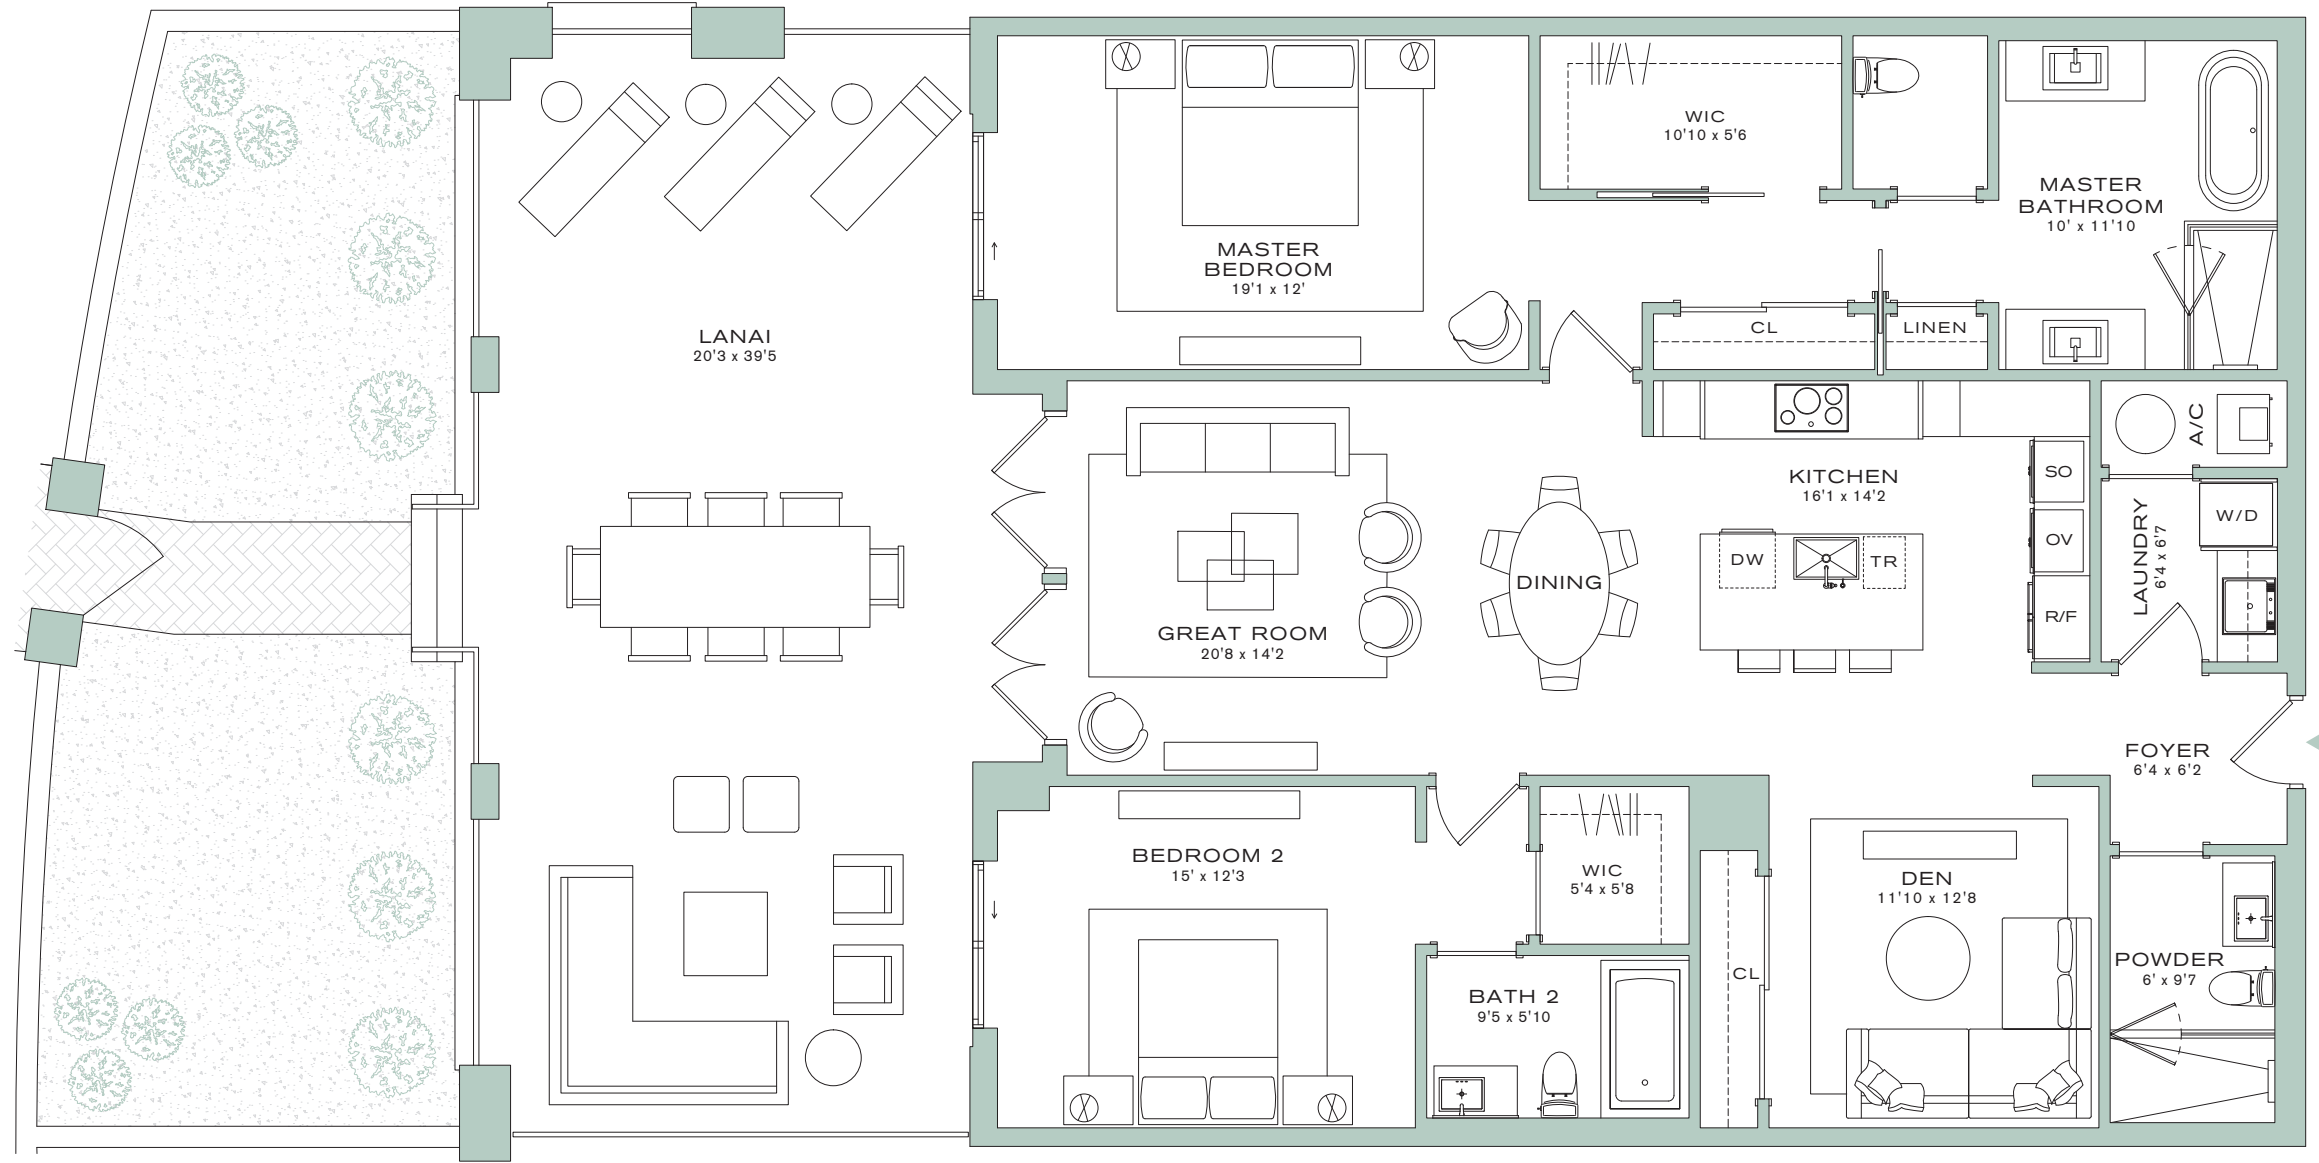 LANAI
20'3 x 39'5
MASTER
BEDROOM
19'1 x 12'
WIC
10'10 x 5'6
MASTER
BATHROOM
10' x 11'10
CL
LINEN
A/C
KITCHEN
16'1 x 14'2
SO
OV
R/F
DW
TR
LAUNDRY
6'4 x 6'7
W/D
DINING
GREAT ROOM
20'8 x 14'2
FOYER
6'4 x 6'2
BEDROOM 2
15' x 12'3
WIC
5'4 x 5'8
BATH 2
9'5 x 5'10
CL
DEN
11'10 x 12'8
POWDER
6' x 9'7